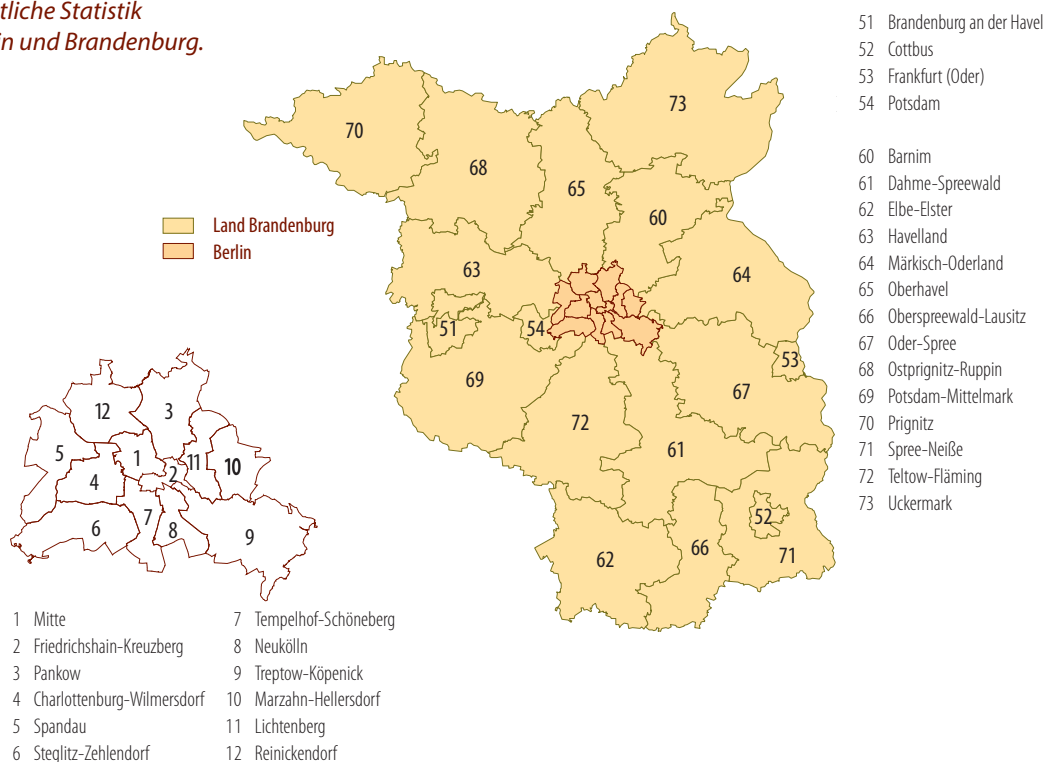 tliche Statistik
in und Brandenburg.
Land Brandenburg
Berlin
70
68
73
65
60
63
64
51
54
53
69
72
67
61
52
62
66
71
12
3
5
1
11
10
2
4
6
7
8
9
1 Mitte
2 Friedrichshain-Kreuzberg
3 Pankow
4 Charlottenburg-Wilmersdorf
5 Spandau
6 Steglitz-Zehlendorf
7 Tempelhof-Schöneberg
8 Neukölln
9 Treptow-Köpenick
10 Marzahn-Hellersdorf
11 Lichtenberg
12 Reinickendorf
51 Brandenburg an der Havel
52 Cottbus
53 Frankfurt (Oder)
54 Potsdam
60 Barnim
61 Dahme-Spreewald
62 Elbe-Elster
63 Havelland
64 Märkisch-Oderland
65 Oberhavel
66 Oberspreewald-Lausitz
67 Oder-Spree
68 Ostprignitz-Ruppin
69 Potsdam-Mittelmark
70 Prignitz
71 Spree-Neiße
72 Teltow-Fläming
73 Uckermark